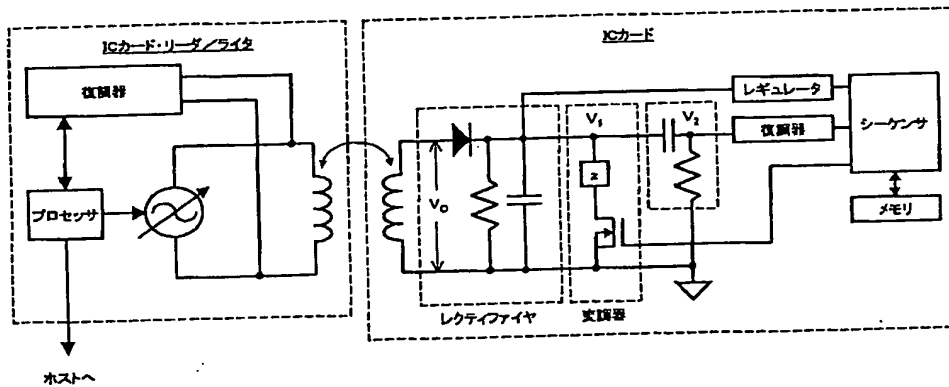 ICカード・リーダ/ライタ
復調器
プロセッサ
ホストへ
ICカード
レギュレータ
V1
V2
復調器
シーケンサ
Z
メモリ
V0
レクティファイヤ
変調器